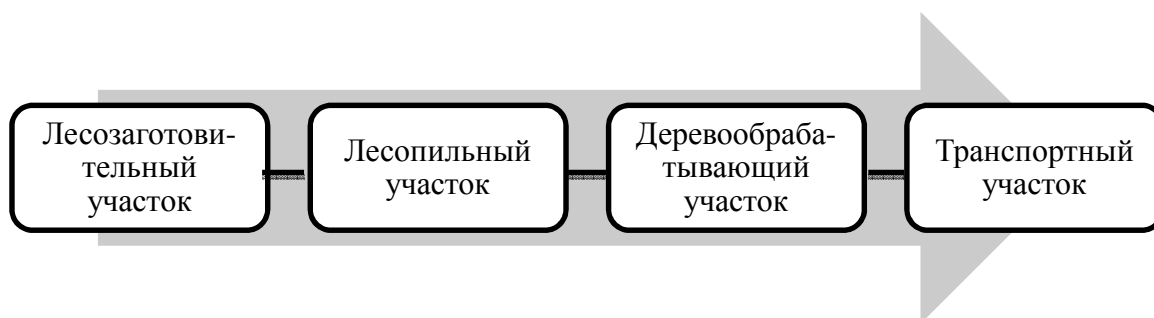 Лесозаготови-
тельный
участок
Лесопильный
участок
Деревообраба-
тывающий
участок
Транспортный
участок